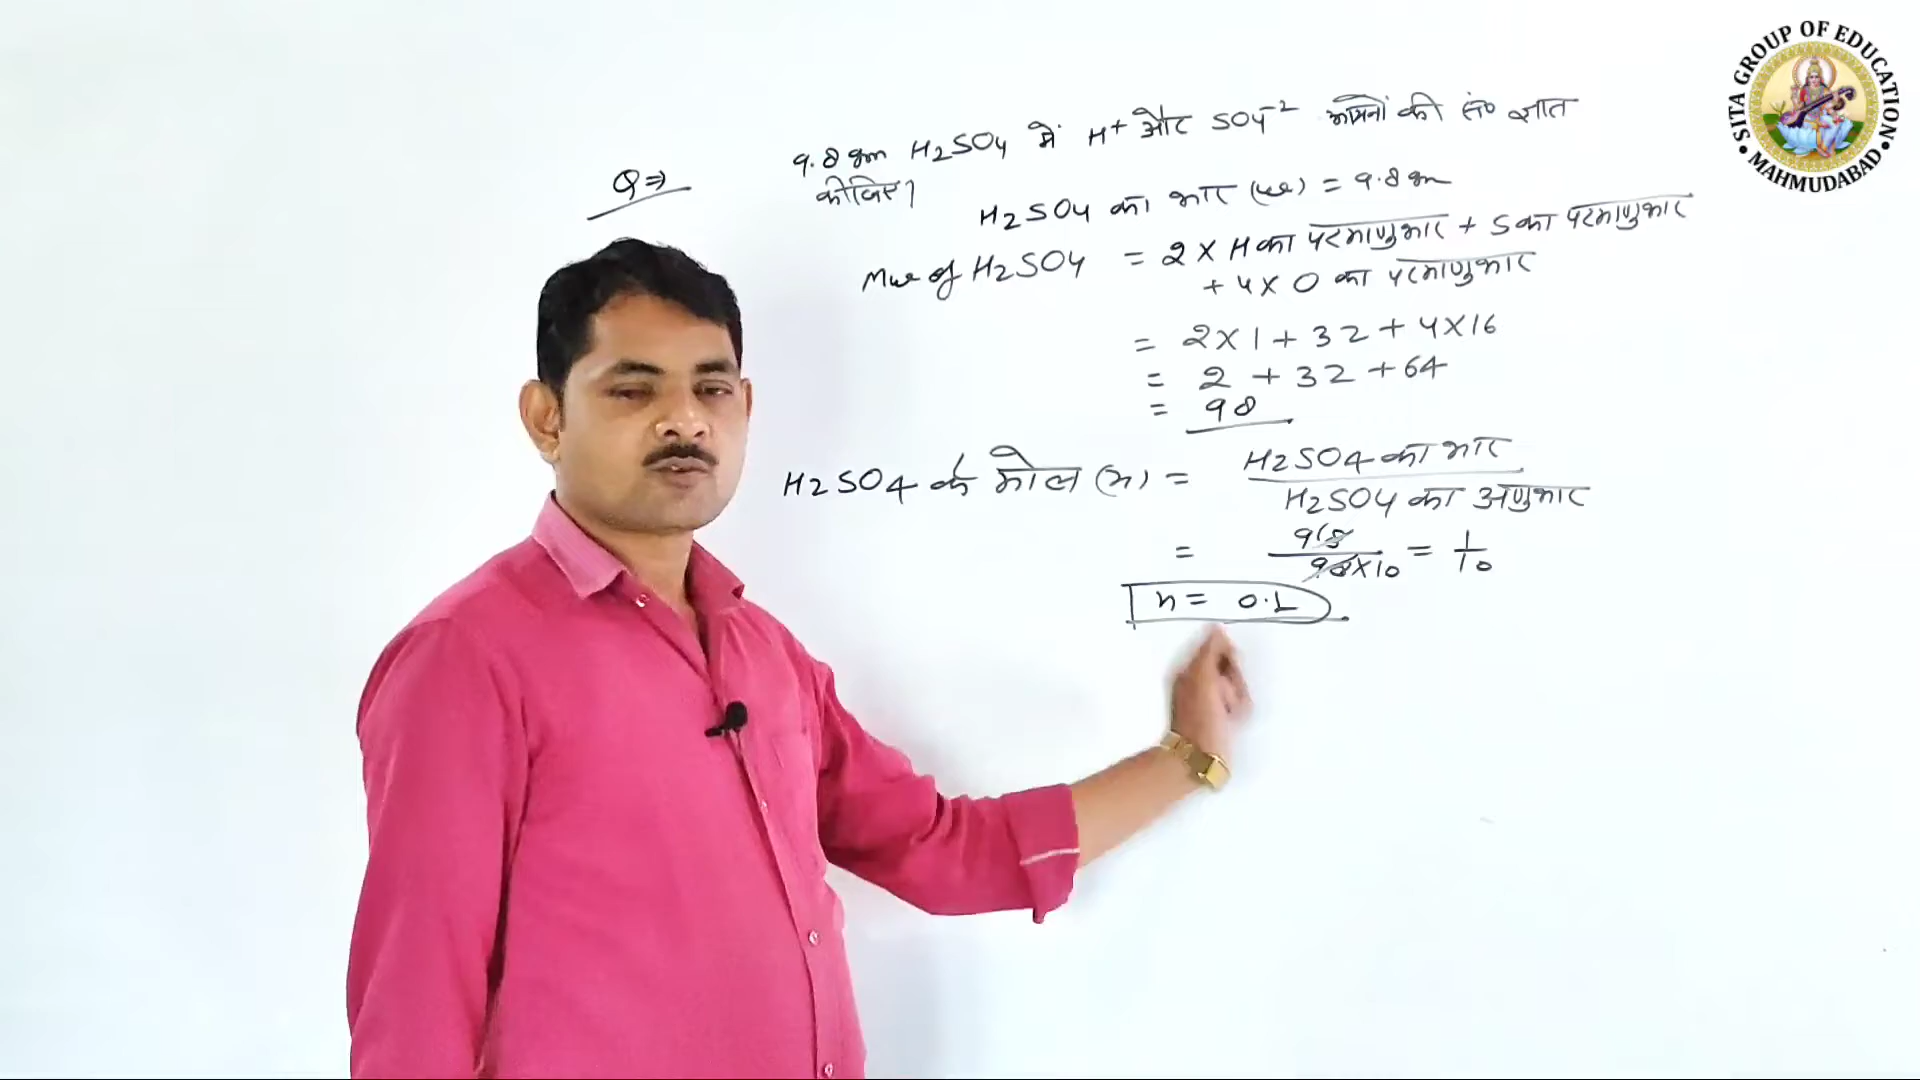 SITA GROUP OF EDUCATION
• MAHMUDABAD •
Q⇒ 9.8 gm H2SO4 में H+ और SO4-2 आयनों की सं० ज्ञात
कीजिए।
H2SO4 का भार (w) = 9.8 gm
Mw of H2SO4 = 2 × H का परमाणुभार + S का परमाणुभार
+ 4 × O का परमाणुभार
= 2 × 1 + 32 + 4 × 16
= 2 + 32 + 64
= 98
H2SO4 के मोल (n) = H2SO4 का भार
H2SO4 का अणुभार
= 98 / 98×10 = 1/10
n = 0.1